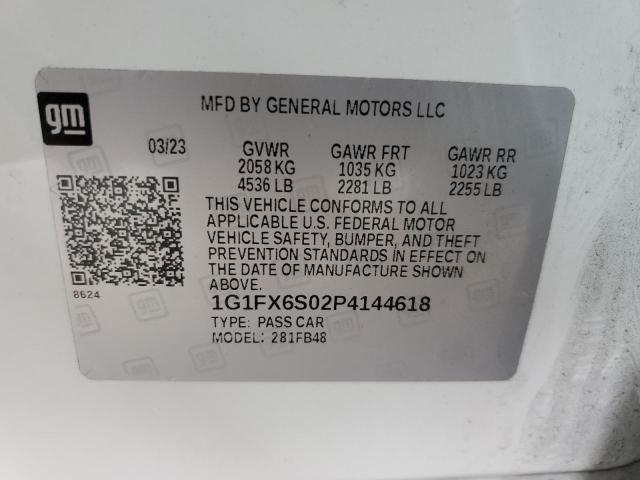 gm
MFD BY GENERAL MOTORS LLC
03/23 GVWR GAWR FRT GAWR RR
2058 KG 1035 KG 1023 KG
4536 LB 2281 LB 2255 LB
THIS VEHICLE CONFORMS TO ALL
APPLICABLE U.S. FEDERAL MOTOR
VEHICLE SAFETY, BUMPER, AND THEFT
PREVENTION STANDARDS IN EFFECT ON
THE DATE OF MANUFACTURE SHOWN
ABOVE.
8624
1G1FX6S02P4144618
TYPE: PASS CAR
MODEL: 281FB48